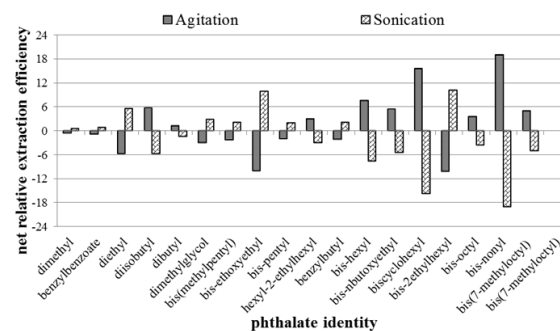 Agitation Sonication
24
18
12
6
0
-6
-12
-18
-24
net relative extraction efficiency
dimethyl
benzylbenzoate
diethyl
diisobutyl
dibutyl
dimethylglycol
bis(methylpentyl)
bis-ethoxyethyl
bis-pentyl
hexyl-2-ethylhexyl
benzylbutyl
bis-hexyl
bis-nbutoxyethyl
biscyclohexyl
bis-2-ethylhexyl
bis-octyl
bis-nonyl
bis(7-methyloctyl)
bis(7-methyloctyl)
phthalate identity